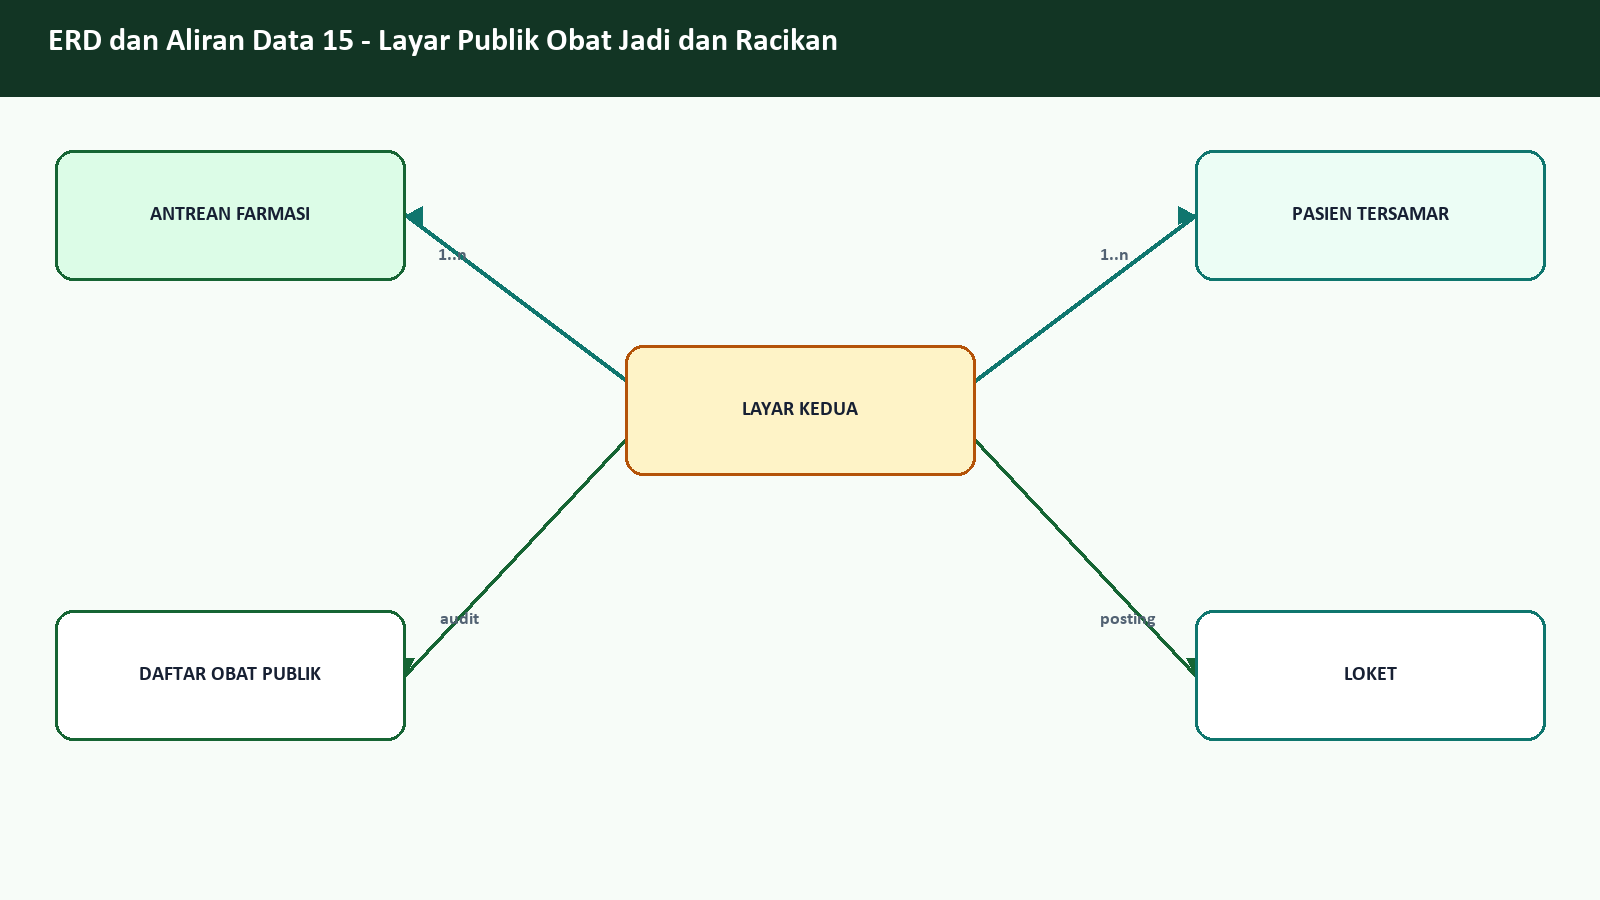 ERD dan Aliran Data 15 - Layar Publik Obat Jadi dan Racikan
ANTREAN FARMASI
PASIEN TERSAMAR
1..n
1..n
LAYAR KEDUA
audit
posting
DAFTAR OBAT PUBLIK
LOKET